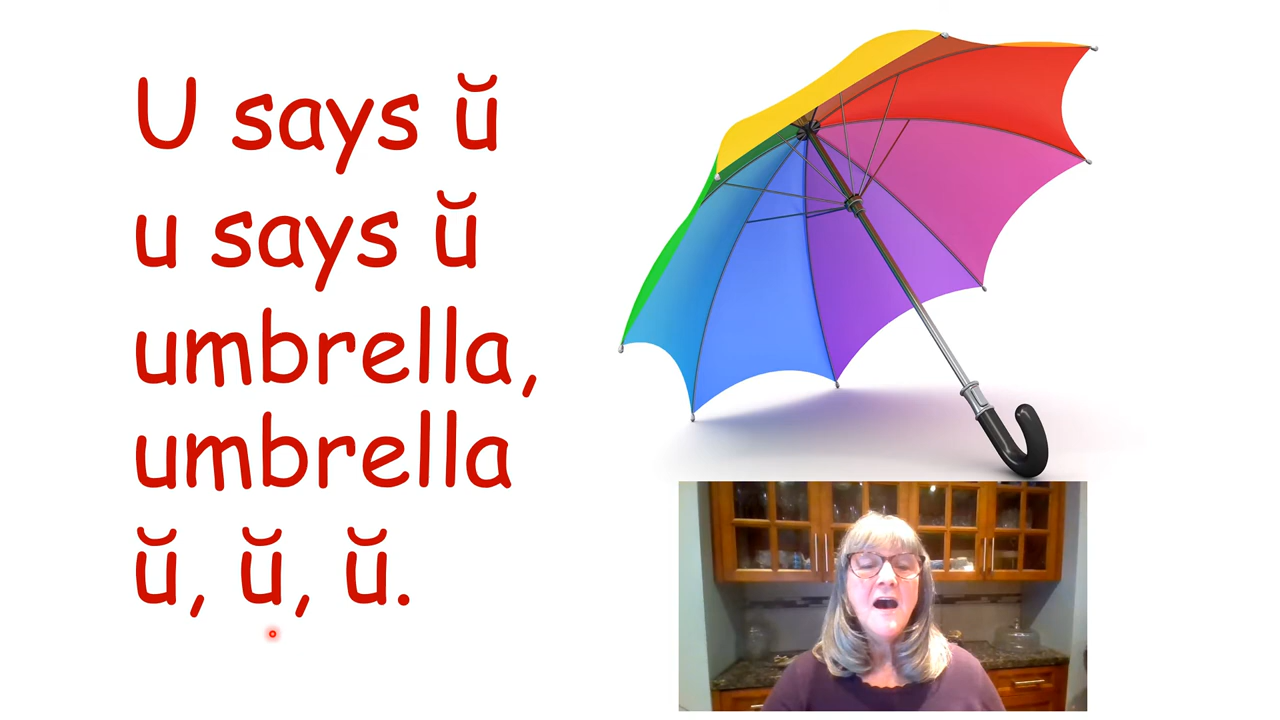 U says ŭ
u says ŭ
umbrella,
umbrella
ŭ, ŭ, ŭ.